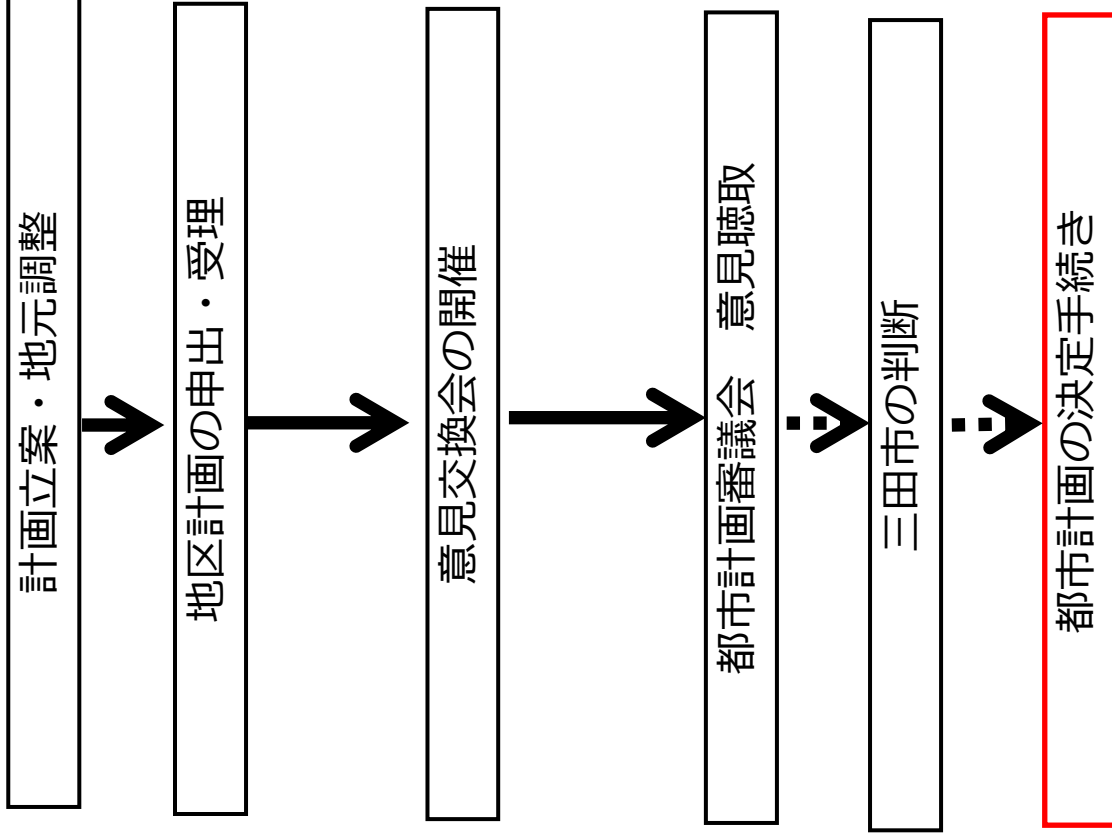 計画立案・地元調整
地区計画の申出・受理
意見交換会の開催
都市計画審議会　意見聴取
三田市の判断
都市計画の決定手続き